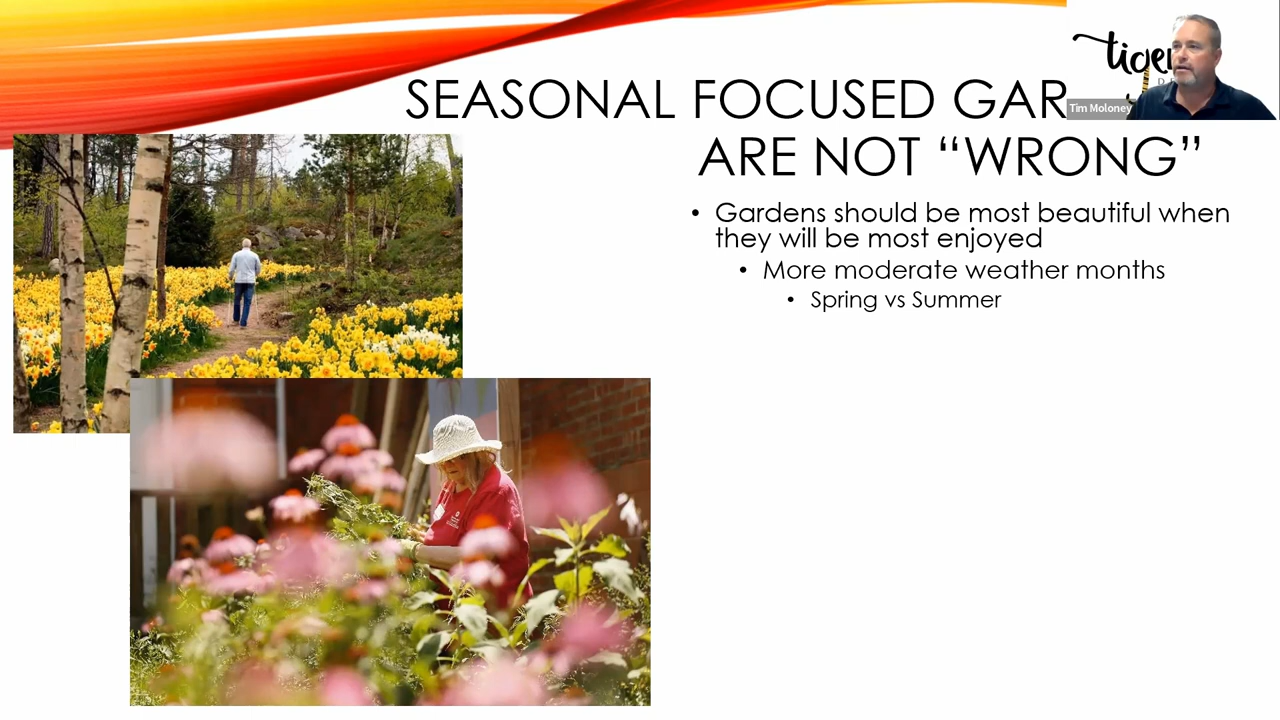 tiger
SEASONAL FOCUSED GAR
Tim Moloney
ARE NOT “WRONG”
• Gardens should be most beautiful when
they will be most enjoyed
• More moderate weather months
• Spring vs Summer